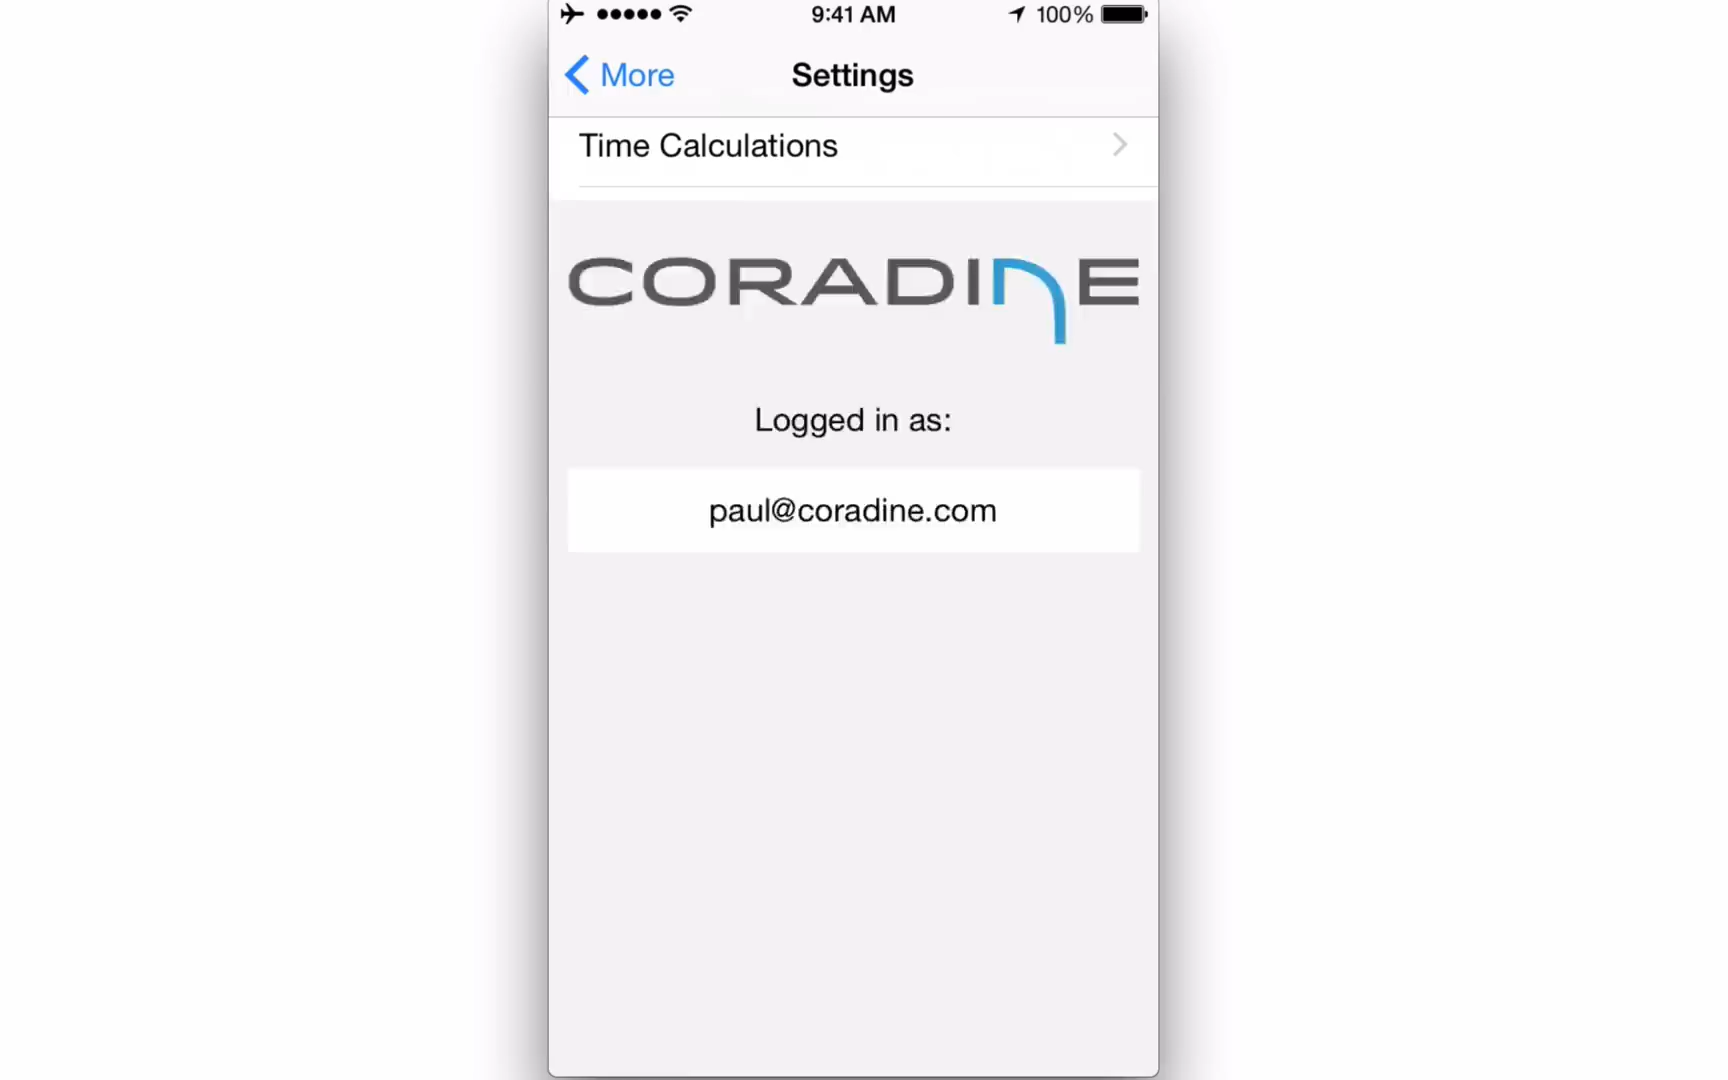 9:41 AM 100%
More Settings
Time Calculations
CORADINE
Logged in as:
paul@coradine.com